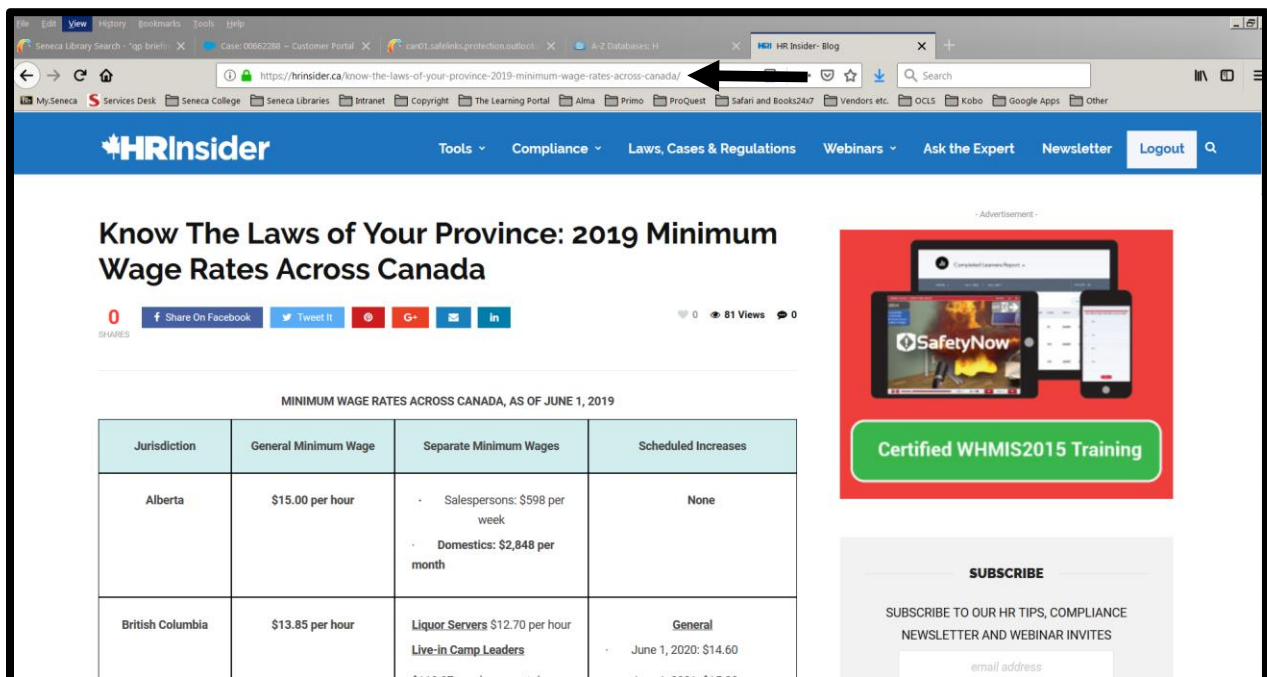 File Edit View History Bookmarks Tools Help
Seneca Library Search - "qp briefin
Case: 00662288 – Customer Portal
can01.safelinks.protection.outlook
A-Z Databases: H
HRI HR Insider- Blog
https://hrinsider.ca/know-the-laws-of-your-province-2019-minimum-wage-rates-across-canada/
Search
My.Seneca Services Desk Seneca College Seneca Libraries Intranet Copyright The Learning Portal Alma Primo ProQuest Safari and Books24x7 Vendors etc. OCLS Kobo Google Apps Other
HRInsider
Tools Compliance Laws, Cases & Regulations Webinars Ask the Expert Newsletter Logout
Know The Laws of Your Province: 2019 Minimum
Wage Rates Across Canada
0
SHARES
Share On Facebook
Tweet It
G+
in
0 81 Views 0
MINIMUM WAGE RATES ACROSS CANADA, AS OF JUNE 1, 2019
Jurisdiction General Minimum Wage Separate Minimum Wages Scheduled Increases
Alberta $15.00 per hour · Salespersons: $598 per None
week
· Domestics: $2,848 per
month
British Columbia $13.85 per hour Liquor Servers $12.70 per hour General
Live-in Camp Leaders · June 1, 2020: $14.60
- Advertisement -
Completed Learners Report
SafetyNow
Certified WHMIS2015 Training
SUBSCRIBE
SUBSCRIBE TO OUR HR TIPS, COMPLIANCE
NEWSLETTER AND WEBINAR INVITES
email address